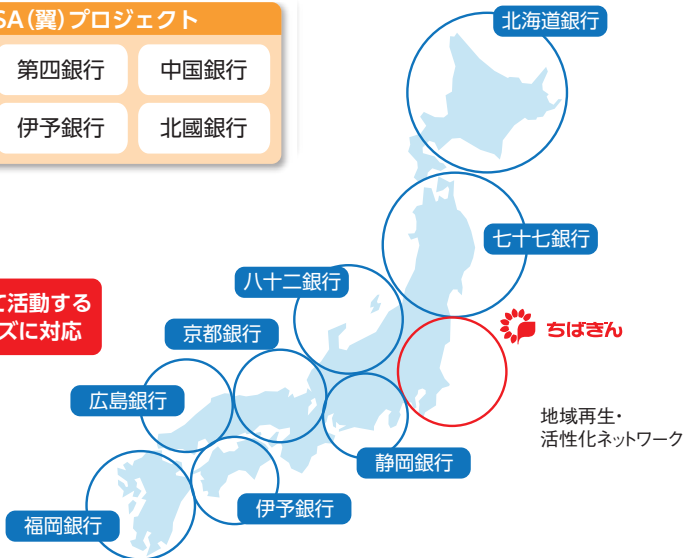 SA(翼)プロジェクト
第四銀行
中国銀行
伊予銀行
北國銀行
北海道銀行
七十七銀行
八十二銀行
て活動する
ズに対応
京都銀行
ちばぎん
広島銀行
地域再生・
活性化ネットワーク
静岡銀行
伊予銀行
福岡銀行